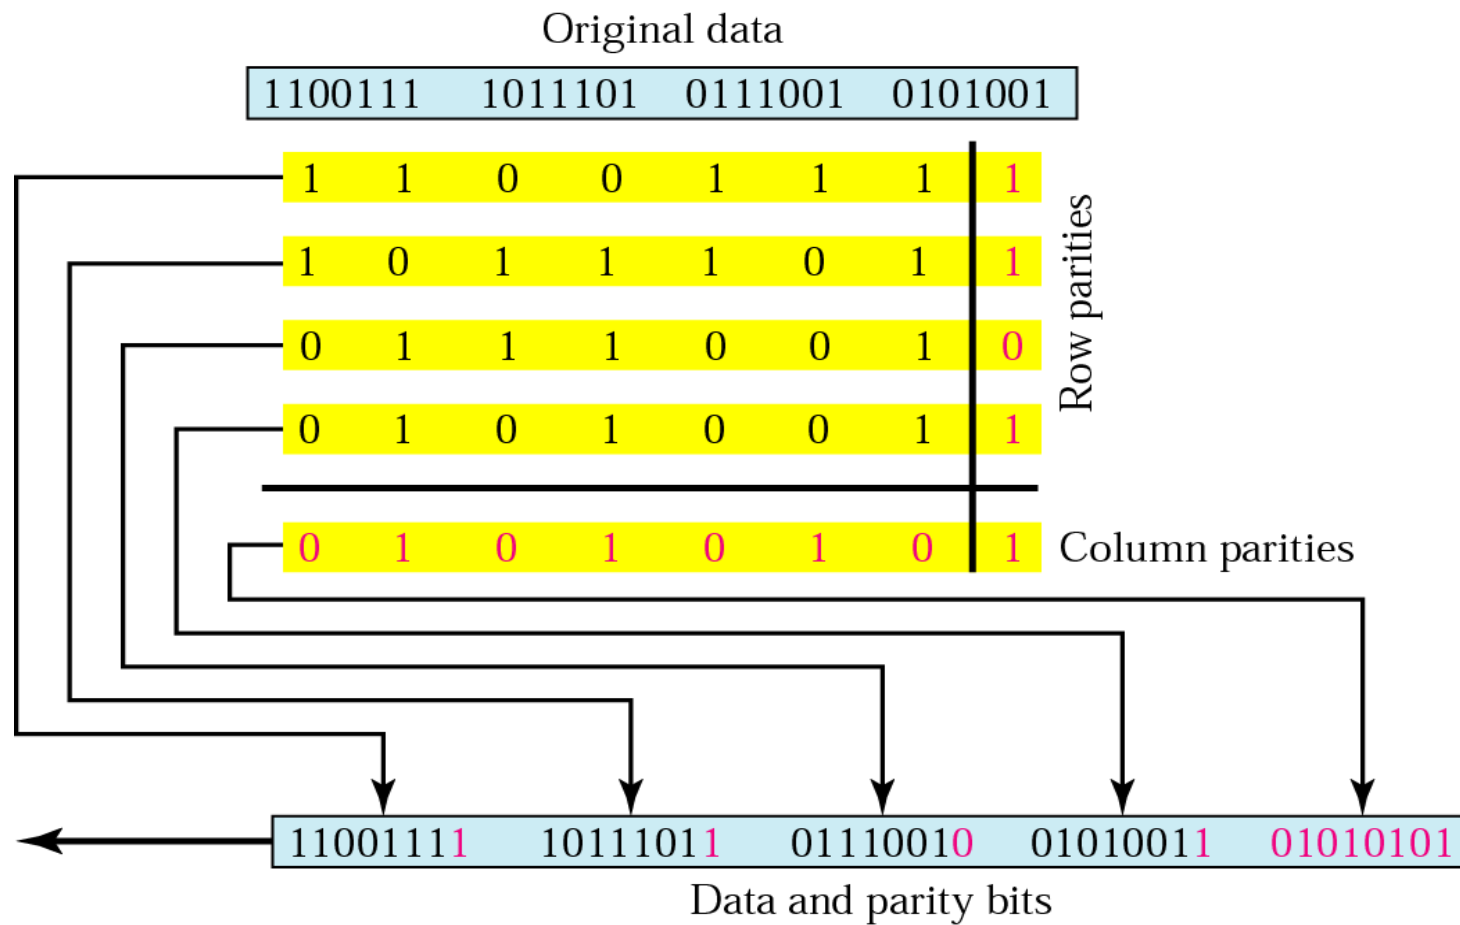 Original data
1100111 1011101 0111001 0101001
1 1 0 0 1 1 1 1
1 0 1 1 1 0 1 1
0 1 1 1 0 0 1 0
0 1 0 1 0 0 1 1
Row parities
0 1 0 1 0 1 0 1 Column parities
11001111 10111011 01110010 01010011 01010101
Data and parity bits